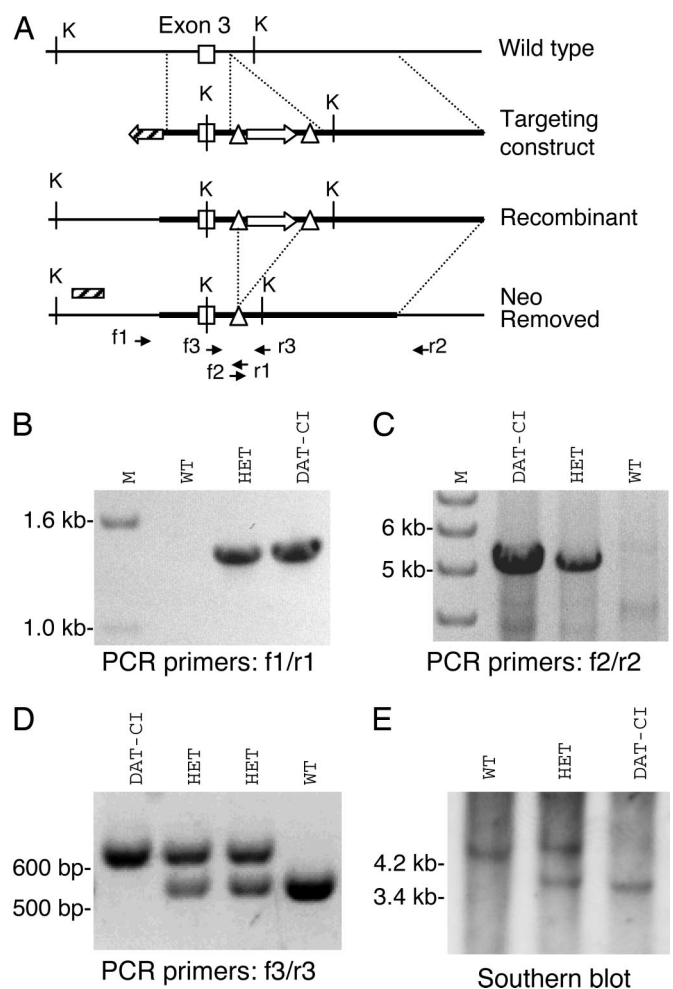 A
Exon 3
K
K
Wild type
K
K
Targeting
construct
K
K
K
Recombinant
K
K
K
Neo
Removed
f1
f3
r3
r2
f2
r1
B
M
WT
HET
DAT-CI
1.6 kb-
1.0 kb-
PCR primers: f1/r1
C
M
DAT-CI
HET
WT
6 kb-
5 kb-
PCR primers: f2/r2
D
DAT-CI
HET
HET
WT
600 bp-
500 bp-
PCR primers: f3/r3
E
WT
HET
DAT-CI
4.2 kb-
3.4 kb-
Southern blot